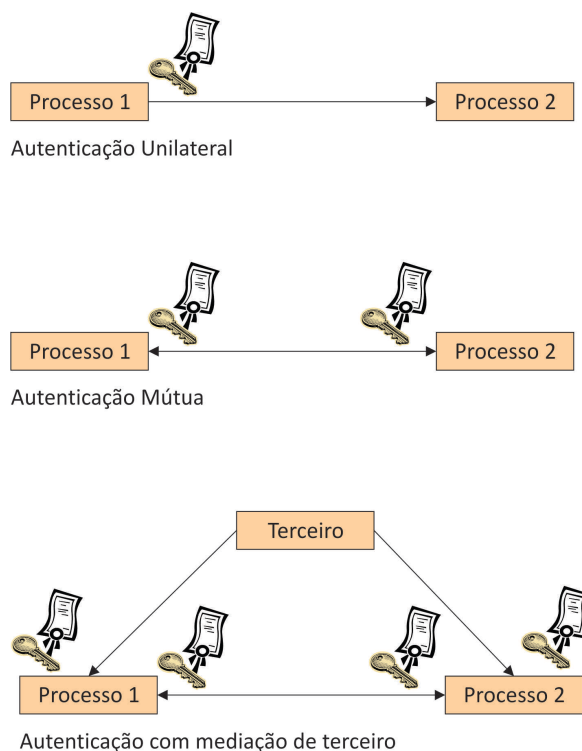 Processo 1 Processo 2
Autenticação Unilateral
Processo 1 Processo 2
Autenticação Mútua
Terceiro
Processo 1 Processo 2
Autenticação com mediação de terceiro